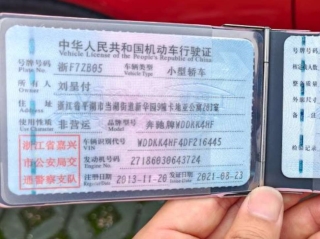 中华人民共和国机动车行驶证
Vehicle License of the People's Republic of China
号牌号码 浙F7ZB05 车辆类型 小型轿车
Plate No. Vehicle Type
所有人 刘星付
Owner
住址 浙江省平湖市当湖街道新华园9幢卡地亚公寓
使用性质 非营运 品牌型号 奔驰牌WDDKK4HF
Use Character Model
浙江省嘉兴 车辆识别代号 WDDKK4HF4DFZ16445
VIN
市公安局交 发动机号码 27186030643724
Engine No.
通警察支队 注册日期 2013-11-20 发证日期 2021-03-23
Register Date Issue Date